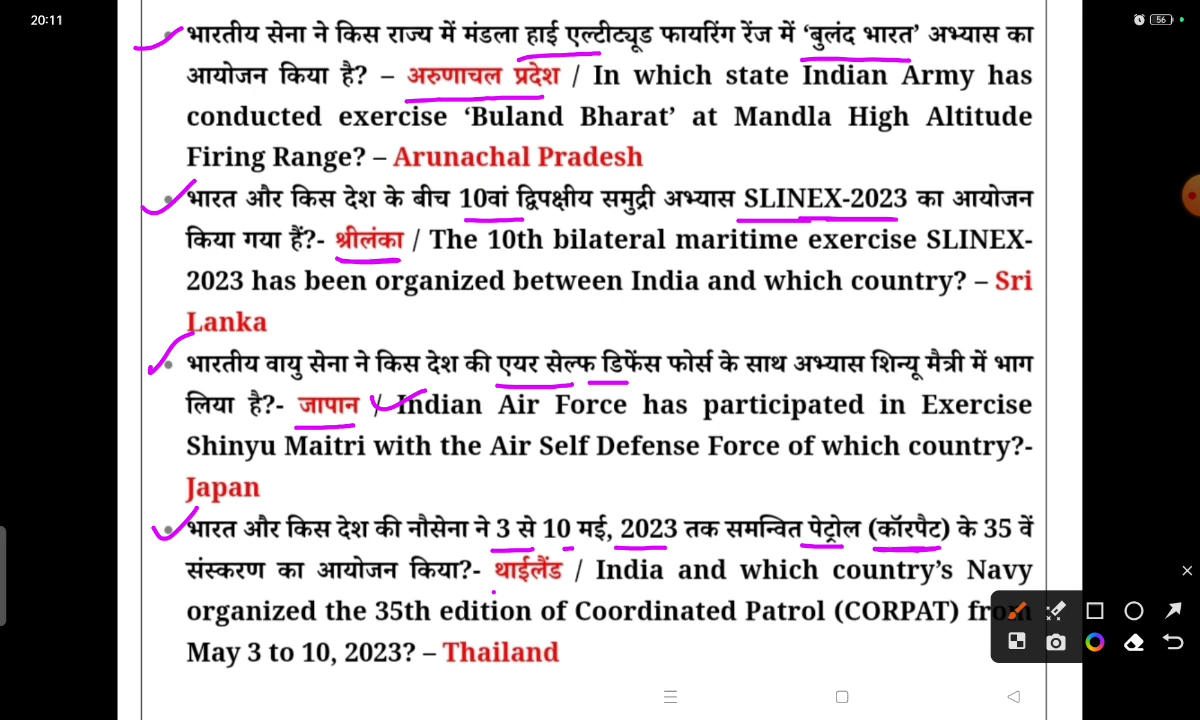 20:11
56
भारतीय सेना ने किस राज्य में मंडला हाई एल्टीट्यूड फायरिंग रेंज में ‘बुलंद भारत’ अभ्यास का
आयोजन किया है? – अरुणाचल प्रदेश / In which state Indian Army has
conducted exercise ‘Buland Bharat’ at Mandla High Altitude
Firing Range? – Arunachal Pradesh
भारत और किस देश के बीच 10वां द्विपक्षीय समुद्री अभ्यास SLINEX-2023 का आयोजन
किया गया हैं?- श्रीलंका / The 10th bilateral maritime exercise SLINEX-
2023 has been organized between India and which country? – Sri
Lanka
भारतीय वायु सेना ने किस देश की एयर सेल्फ डिफेंस फोर्स के साथ अभ्यास शिन्यू मैत्री में भाग
लिया है?- जापान / Indian Air Force has participated in Exercise
Shinyu Maitri with the Air Self Defense Force of which country?-
Japan
भारत और किस देश की नौसेना ने 3 से 10 मई, 2023 तक समन्वित पेट्रोल (कॉरपैट) के 35 वें
संस्करण का आयोजन किया?- थाईलैंड / India and which country’s Navy
organized the 35th edition of Coordinated Patrol (CORPAT) from
May 3 to 10, 2023? – Thailand